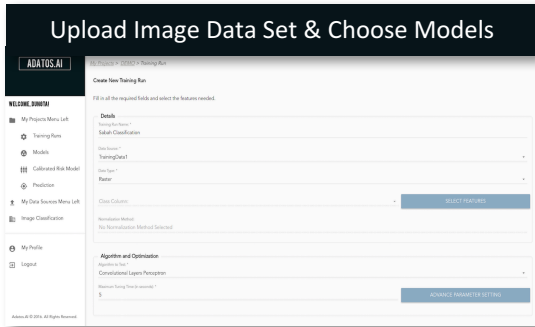 Upload Image Data Set & Choose Models
ADATOS.AI
My Projects > DEMO > Training Run
Create New Training Run
WELCOME, DUNSTAI
Fill in all the required fields and select the features needed.
My Projects Menu Left
Training Runs
Models
Calibrated Risk Model
Prediction
My Data Sources Menu Left
Image Classification
My Profile
Logout
Adatos.AI © 2016. All Rights Reserved
Details
Training Run Name: *
Sabah Classification
Data Source: *
TrainingData1
Data Type: *
Raster
Class Column
SELECT FEATURES
Normalization Method
No Normalization Method Selected
Algorithm and Optimization
Algorithm to Test: *
Convolutional Layers Perceptron
Maximum Tuning Time (in seconds): *
5
ADVANCE PARAMETER SETTING